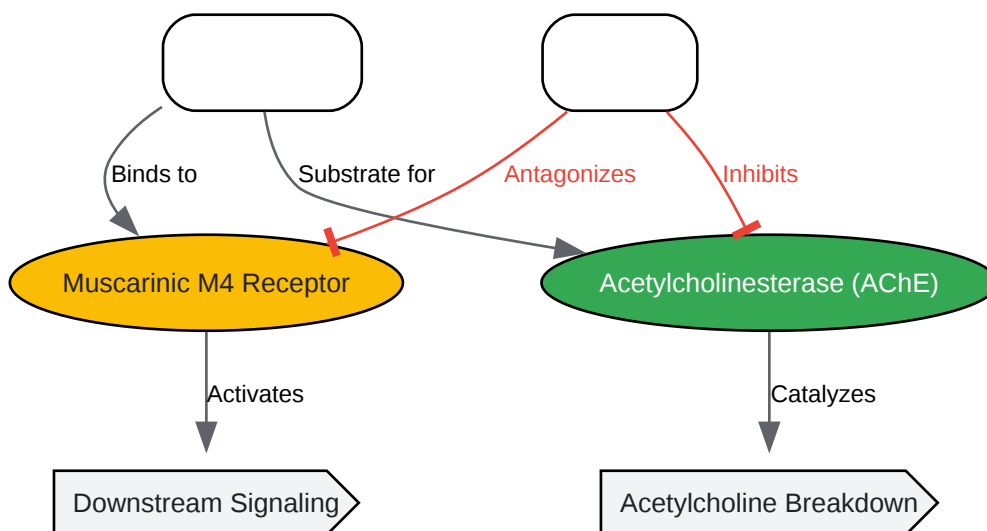 Binds to
Substrate for
Antagonizes
Inhibits
Muscarinic M4 Receptor
Acetylcholinesterase (AChE)
Activates
Catalyzes
Downstream Signaling
Acetylcholine Breakdown